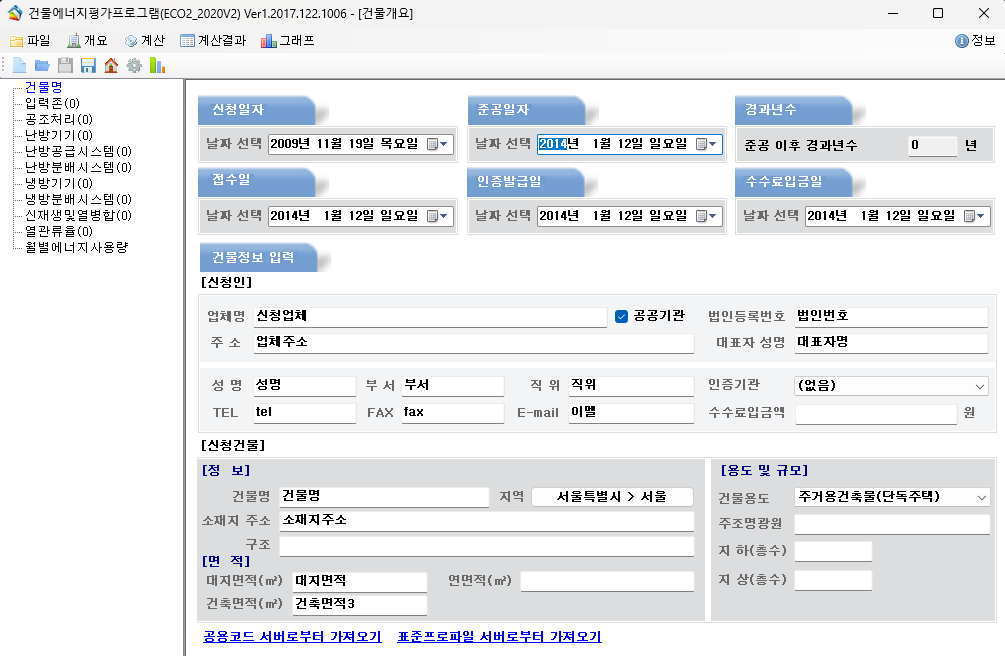 건물에너지평가프로그램(ECO2_2020V2) Ver1.2017.122.1006 - [건물개요]
파일 개요 계산 계산결과 그래프 정보
건물명
입력존(0)
공조처리(0)
난방기기(0)
난방공급시스템(0)
난방분배시스템(0)
냉방기기(0)
냉방분배시스템(0)
신재생및열병합(0)
열관류율(0)
월별에너지사용량
신청일자 준공일자 경과년수
날짜 선택 2009년 11월 19일 목요일 날짜 선택 2014년 1월 12일 일요일 준공 이후 경과년수 0 년
접수일 인증발급일 수수료입금일
날짜 선택 2014년 1월 12일 일요일 날짜 선택 2014년 1월 12일 일요일 날짜 선택 2014년 1월 12일 일요일
건물정보 입력
[신청인]
업체명 신청업체 공공기관 법인등록번호 법인번호
주 소 업체주소 대표자 성명 대표자명
성 명 성명 부 서 부서 직 위 직위 인증기관 (없음)
TEL tel FAX fax E-mail 이멜 수수료입금액 원
[신청건물]
[정 보] [용도 및 규모]
건물명 건물명 지역 서울특별시 > 서울 건물용도 주거용건축물(단독주택)
소재지 주소 소재지주소 주조명광원
구조 지 하(층수)
[면 적]
대지면적(㎡) 대지면적 연면적(㎡) 지 상(층수)
건축면적(㎡) 건축면적3
공용코드 서버로부터 가져오기 표준프로파일 서버로부터 가져오기